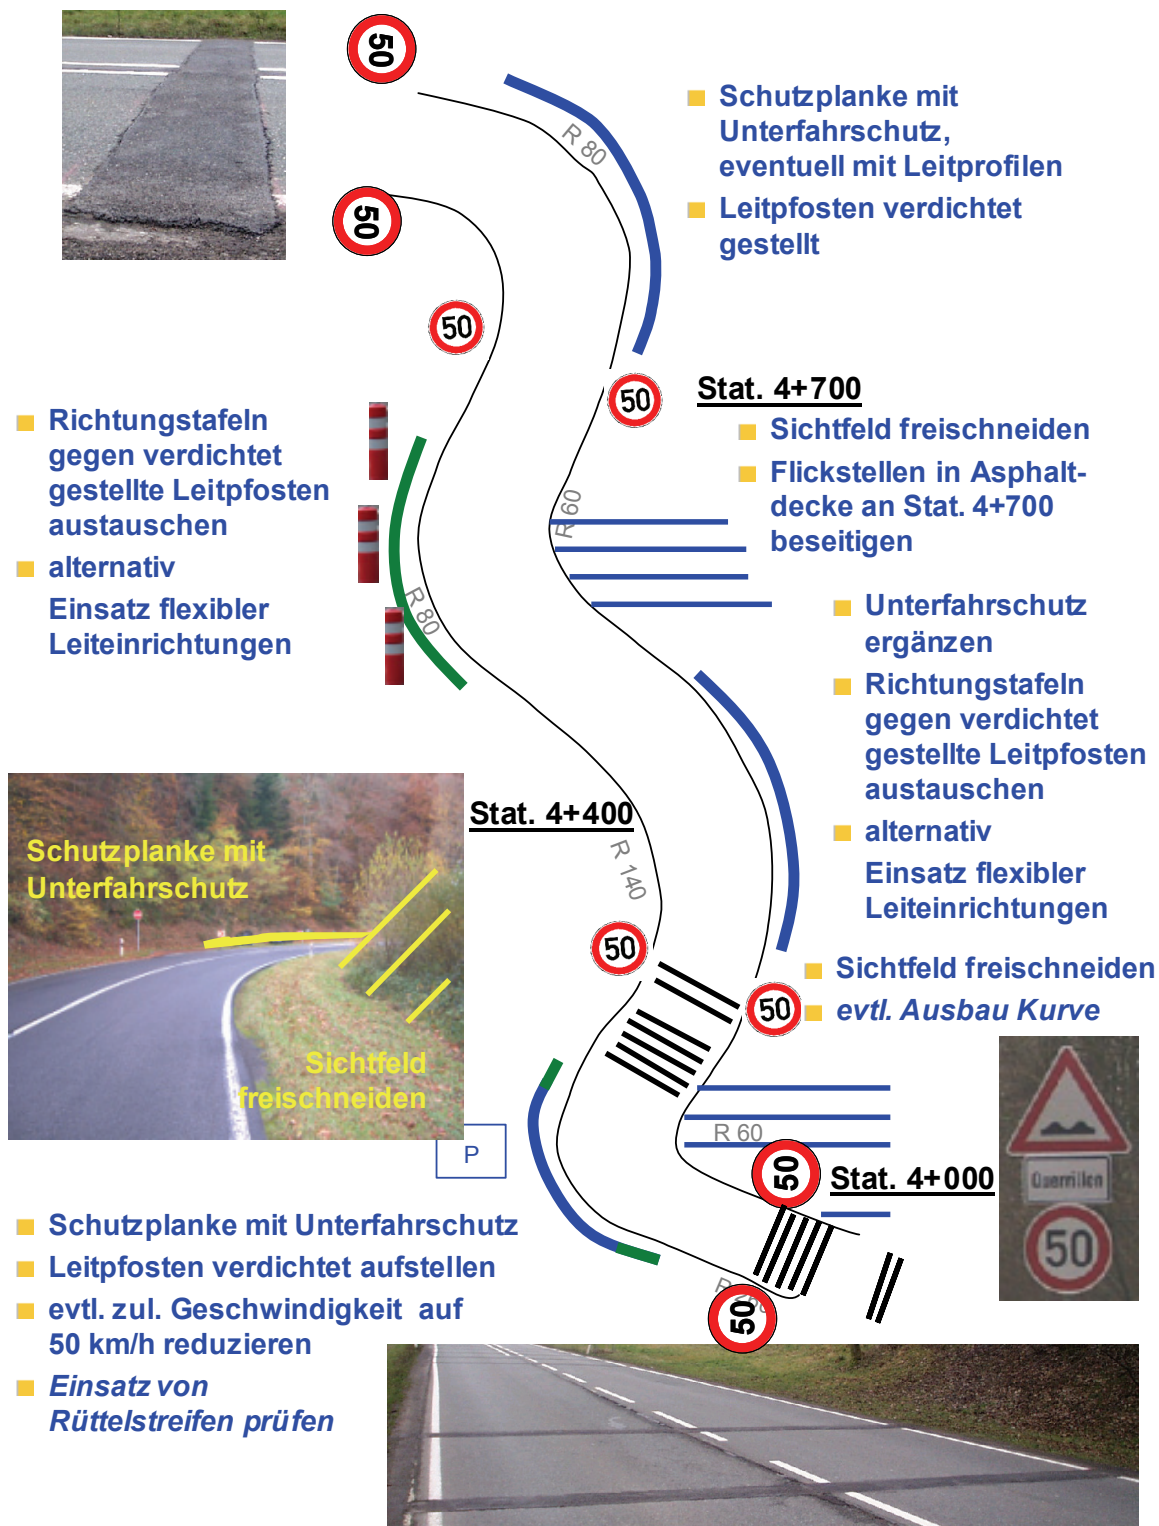 50
R 80
Schutzplanke mit
Unterfahrschutz,
eventuell mit Leitprofilen
Leitpfosten verdichtet
gestellt
50
50
50
Stat. 4+700
Sichtfeld freischneiden
Flickstellen in Asphalt-
decke an Stat. 4+700
beseitigen
Richtungstafeln
gegen verdichtet
gestellte Leitpfosten
austauschen
alternativ
Einsatz flexibler
Leiteinrichtungen
R 60
R 80
Unterfahrschutz
ergänzen
Richtungstafeln
gegen verdichtet
gestellte Leitpfosten
austauschen
alternativ
Einsatz flexibler
Leiteinrichtungen
Stat. 4+400
R 140
Schutzplanke mit
Unterfahrschutz
Sichtfeld
freischneiden
50
50
Sichtfeld freischneiden
evtl. Ausbau Kurve
P
R 60
50
Stat. 4+000
Querrillen
50
Schutzplanke mit Unterfahrschutz
Leitpfosten verdichtet aufstellen
evtl. zul. Geschwindigkeit auf
50 km/h reduzieren
Einsatz von
Rüttelstreifen prüfen
R 260
50